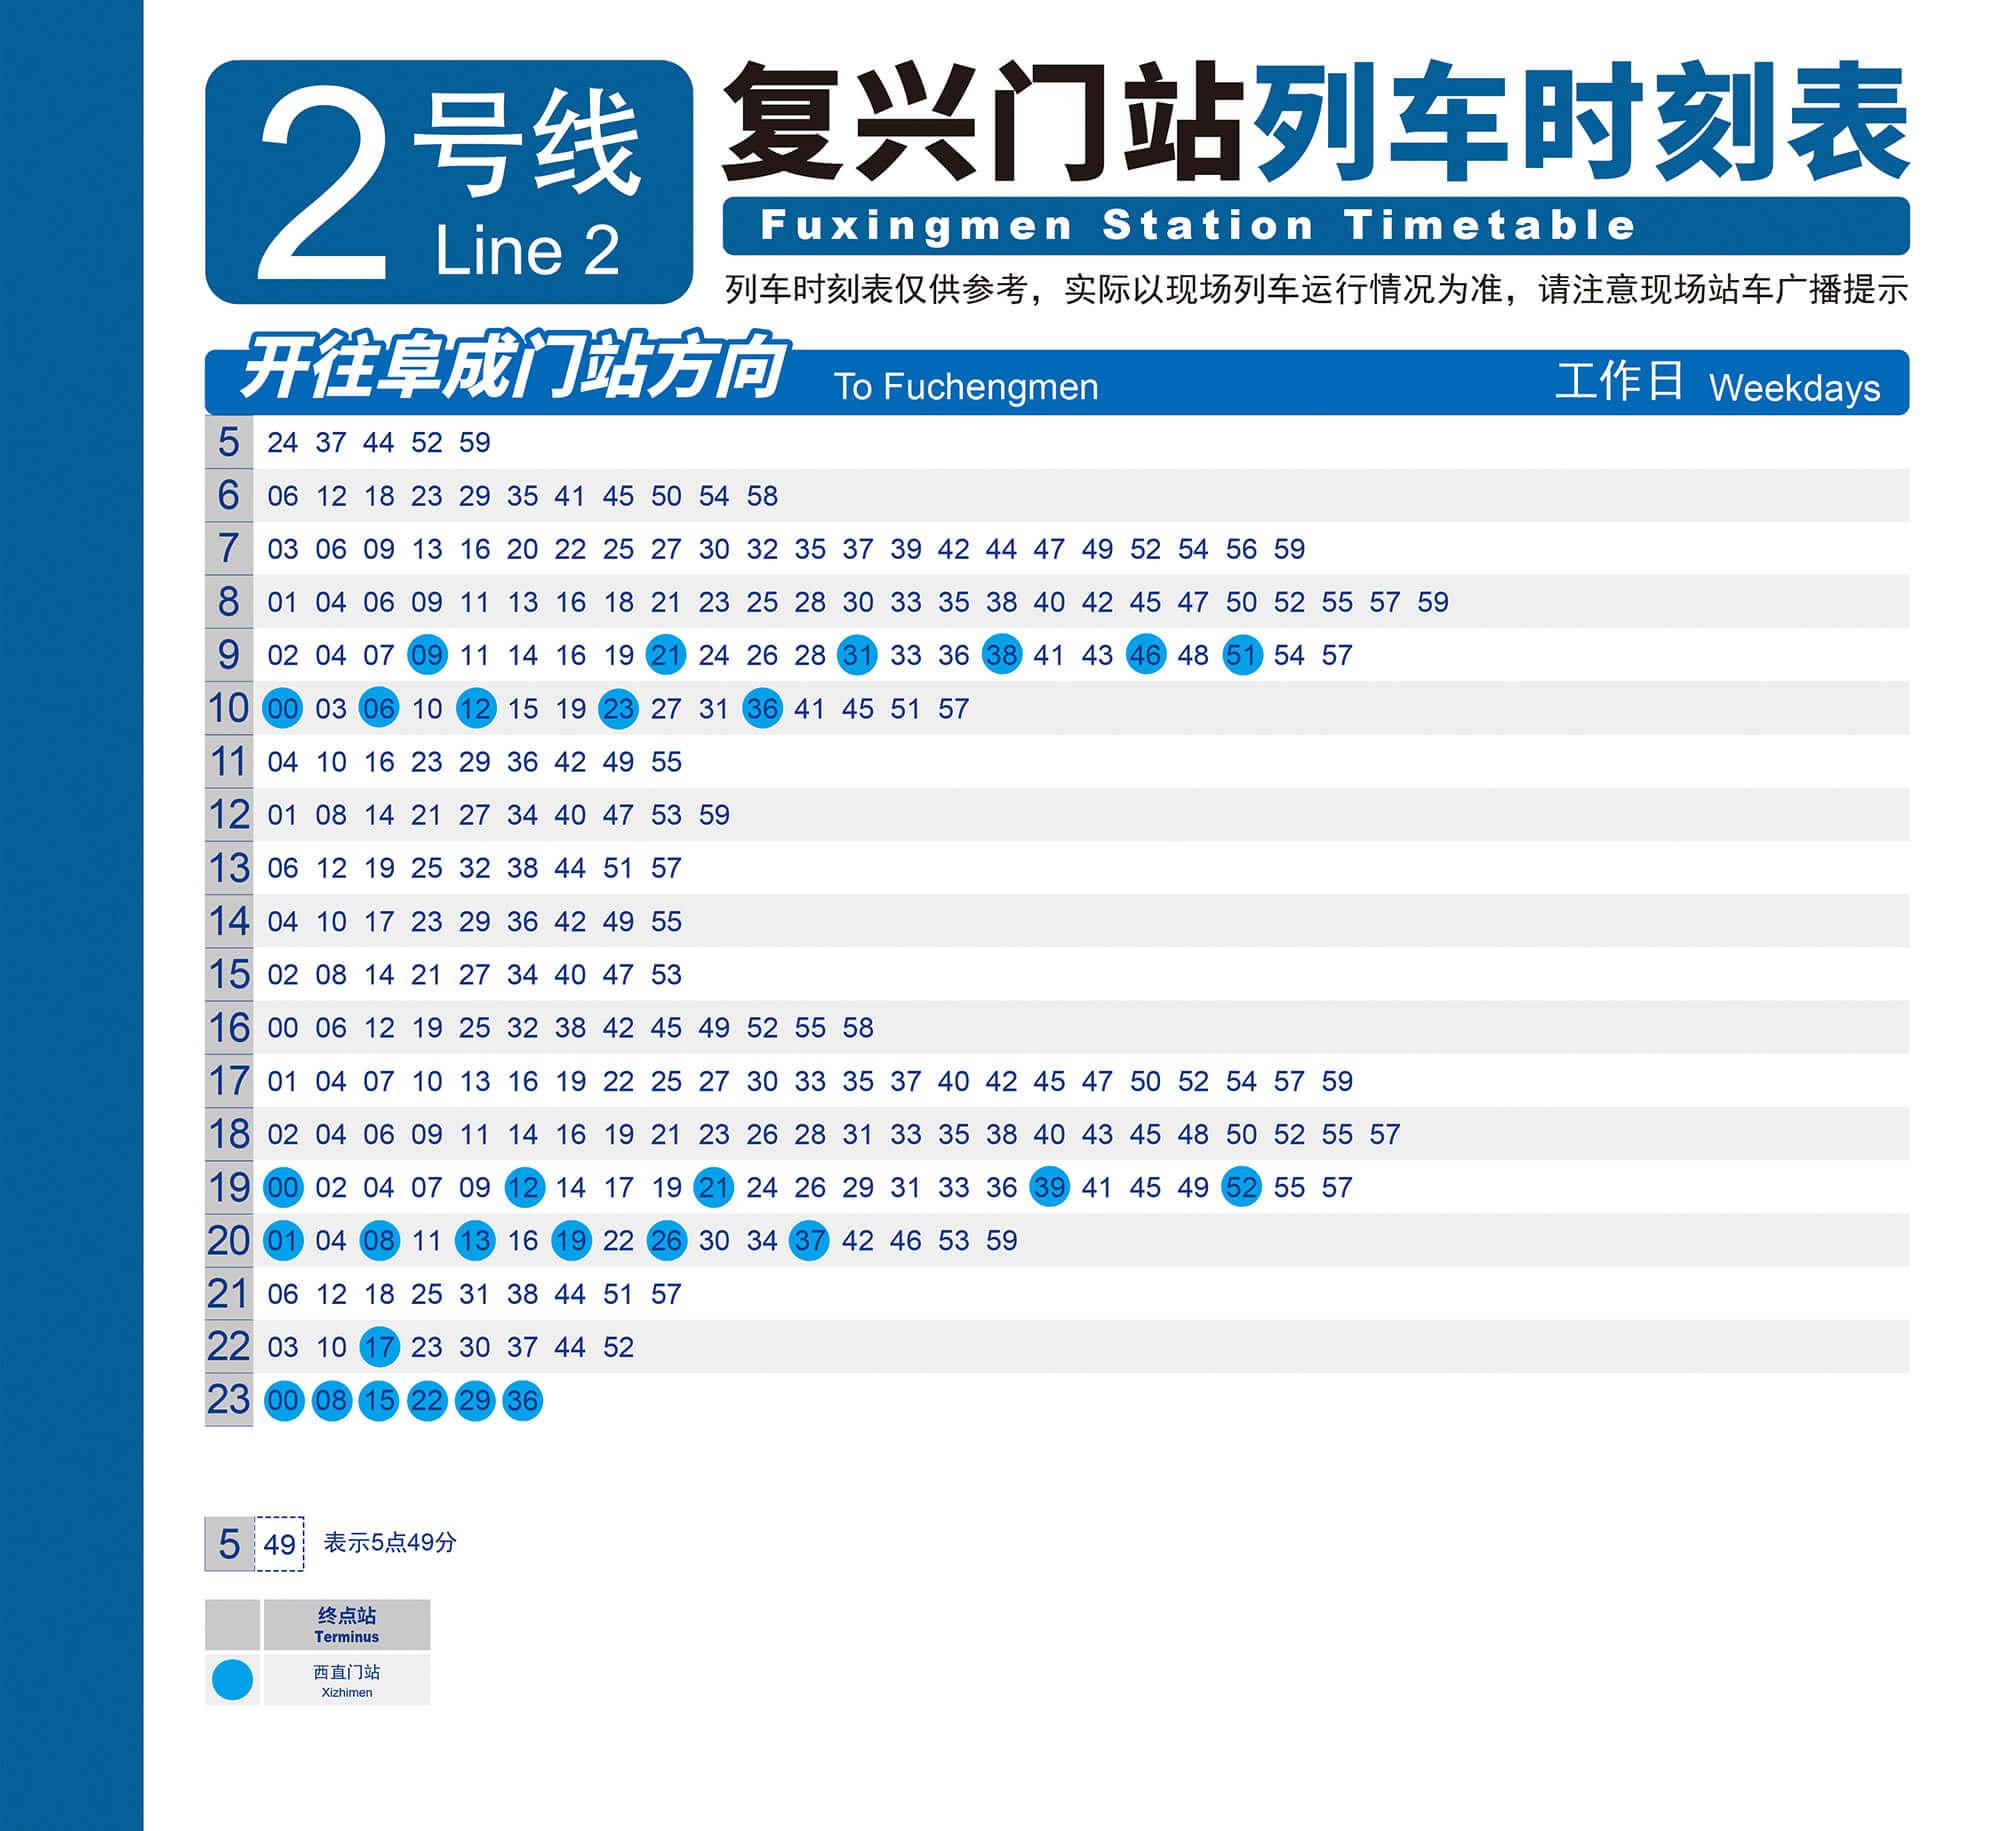 2号线
Line 2
复兴门站列车时刻表
Fuxingmen Station Timetable
列车时刻表仅供参考，实际以现场列车运行情况为准，请注意现场站车广播提示
开往阜成门站方向 To Fuchengmen 工作日 Weekdays
5 24 37 44 52 59
6 06 12 18 23 29 35 41 45 50 54 58
7 03 06 09 13 16 20 22 25 27 30 32 35 37 39 42 44 47 49 52 54 56 59
8 01 04 06 09 11 13 16 18 21 23 25 28 30 33 35 38 40 42 45 47 50 52 55 57 59
9 02 04 07 09 11 14 16 19 21 24 26 28 31 33 36 38 41 43 46 48 51 54 57
10 00 03 06 10 12 15 19 23 27 31 36 41 45 51 57
11 04 10 16 23 29 36 42 49 55
12 01 08 14 21 27 34 40 47 53 59
13 06 12 19 25 32 38 44 51 57
14 04 10 17 23 29 36 42 49 55
15 02 08 14 21 27 34 40 47 53
16 00 06 12 19 25 32 38 42 45 49 52 55 58
17 01 04 07 10 13 16 19 22 25 27 30 33 35 37 40 42 45 47 50 52 54 57 59
18 02 04 06 09 11 14 16 19 21 23 26 28 31 33 35 38 40 43 45 48 50 52 55 57
19 00 02 04 07 09 12 14 17 19 21 24 26 29 31 33 36 39 41 45 49 52 55 57
20 01 04 08 11 13 16 19 22 26 30 34 37 42 46 53 59
21 06 12 18 25 31 38 44 51 57
22 03 10 17 23 30 37 44 52
23 00 08 15 22 29 36
5 49 表示5点49分
终点站
Terminus
西直门站
Xizhimen